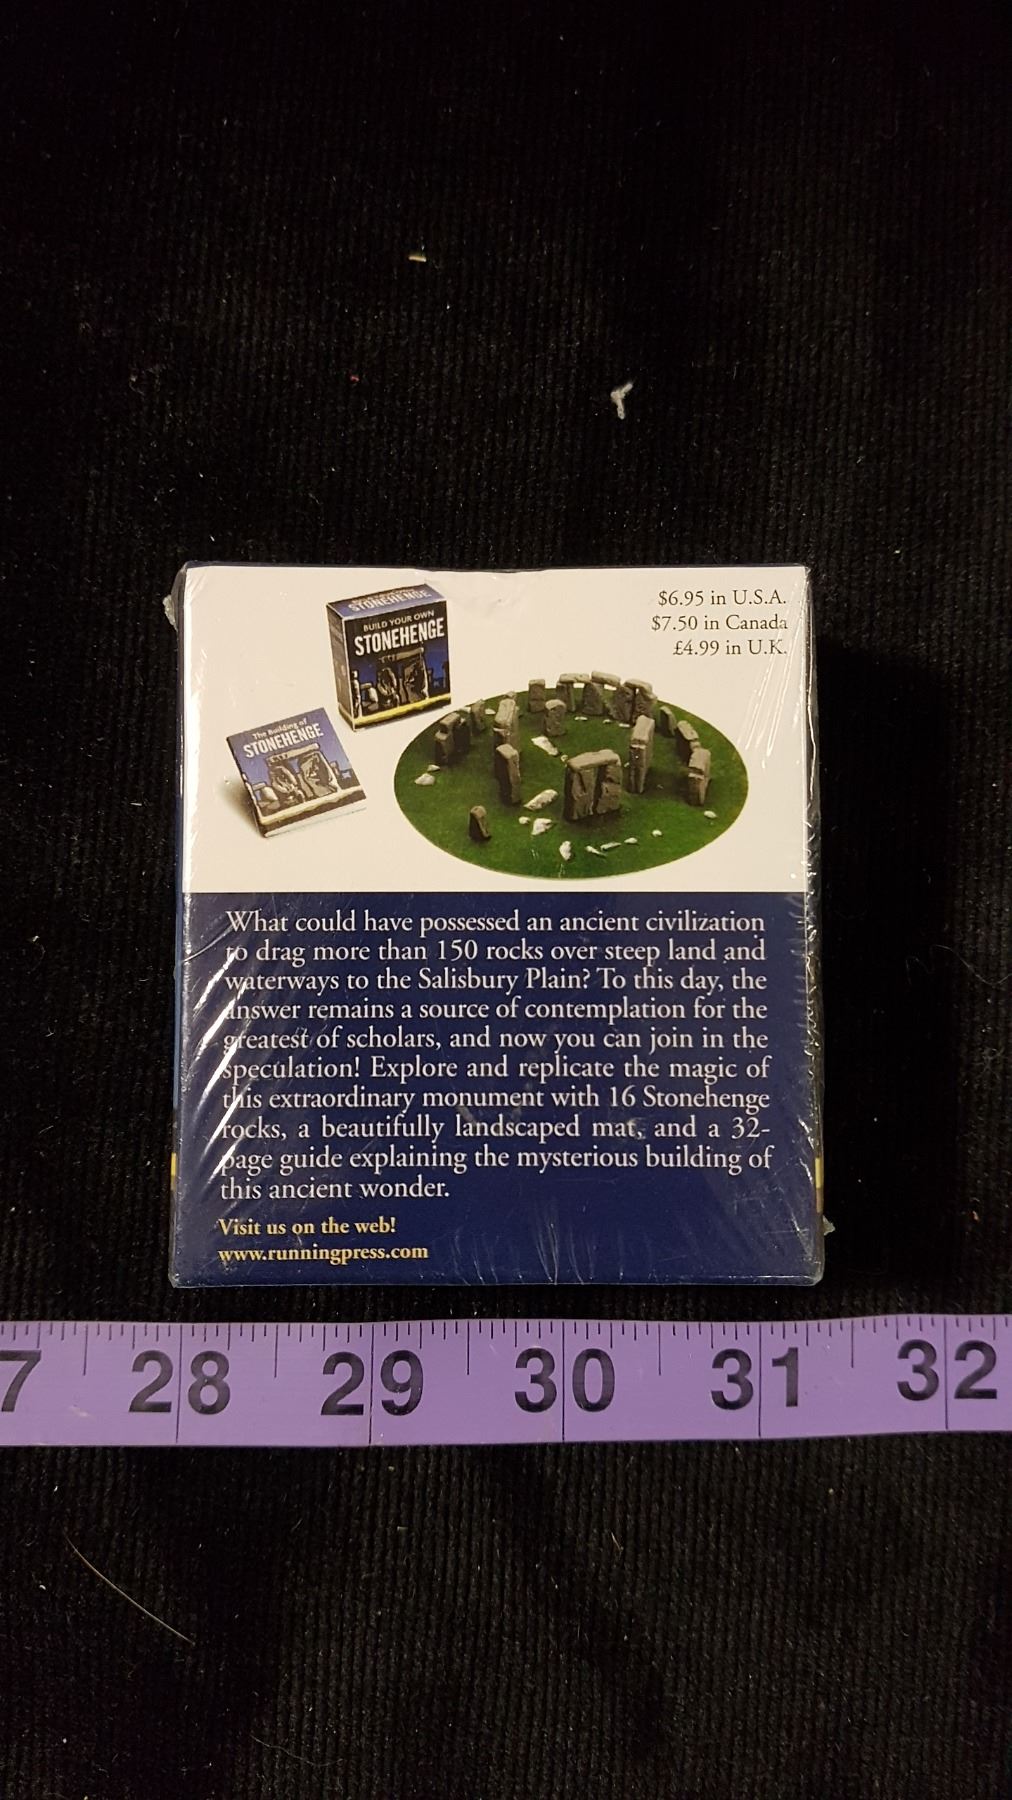 $6.95 in U.S.A.
$7.50 in Canada
£4.99 in U.K.
STONEHENGE
BUILD YOUR OWN
STONEHENGE
The Building of
STONEHENGE
What could have possessed an ancient civilization
to drag more than 150 rocks over steep land and
waterways to the Salisbury Plain? To this day, the
answer remains a source of contemplation for the
greatest of scholars, and now you can join in the
speculation! Explore and replicate the magic of
this extraordinary monument with 16 Stonehenge
rocks, a beautifully landscaped mat, and a 32-
page guide explaining the mysterious building of
this ancient wonder.
Visit us on the web!
www.runningpress.com
7 28 29 30 31 32